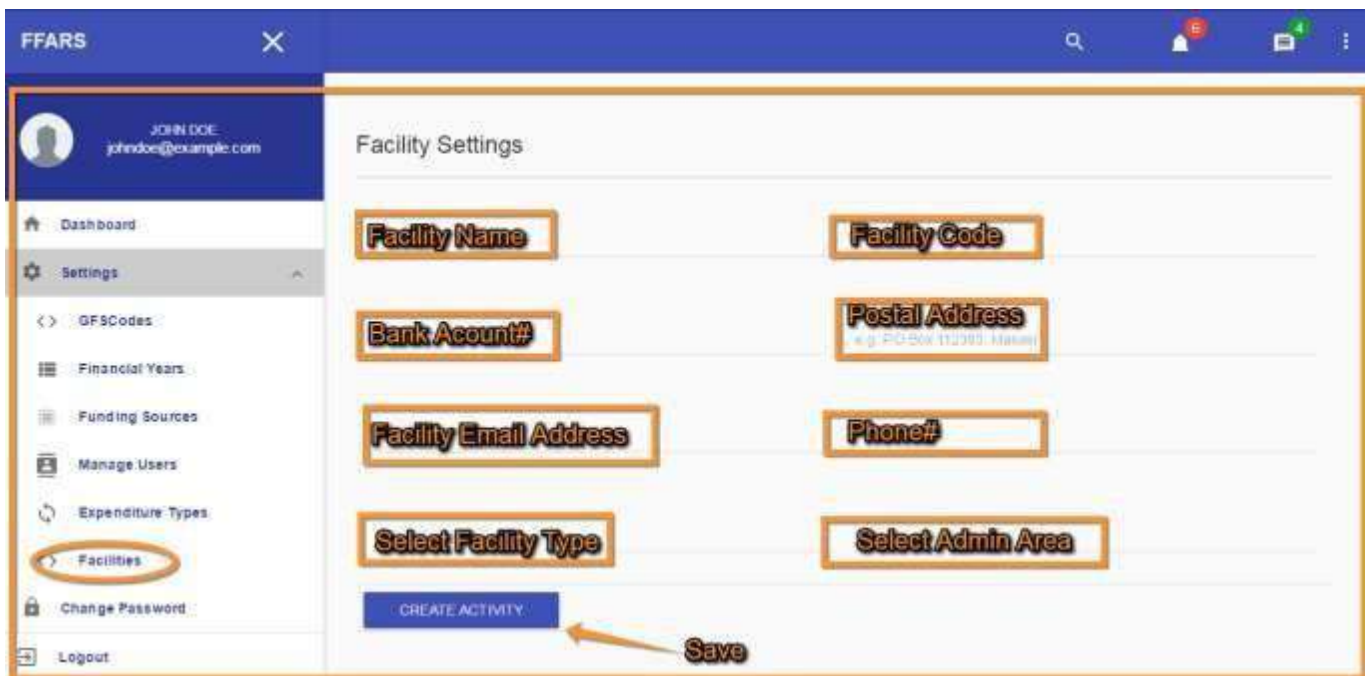 FFARS
6
4
JOHN DOE
johndoe@example.com
Dashboard
Settings
GFSCodes
Financial Years
Funding Sources
Manage Users
Expenditure Types
Facilities
Change Password
Logout
Facility Settings
Facility Name
Facility Code
Bank Acount#
Postal Address
e.g. PO Box
Facility Email Address
Phone#
Select Facility Type
Select Admin Area
CREATE ACTIVITY
Save